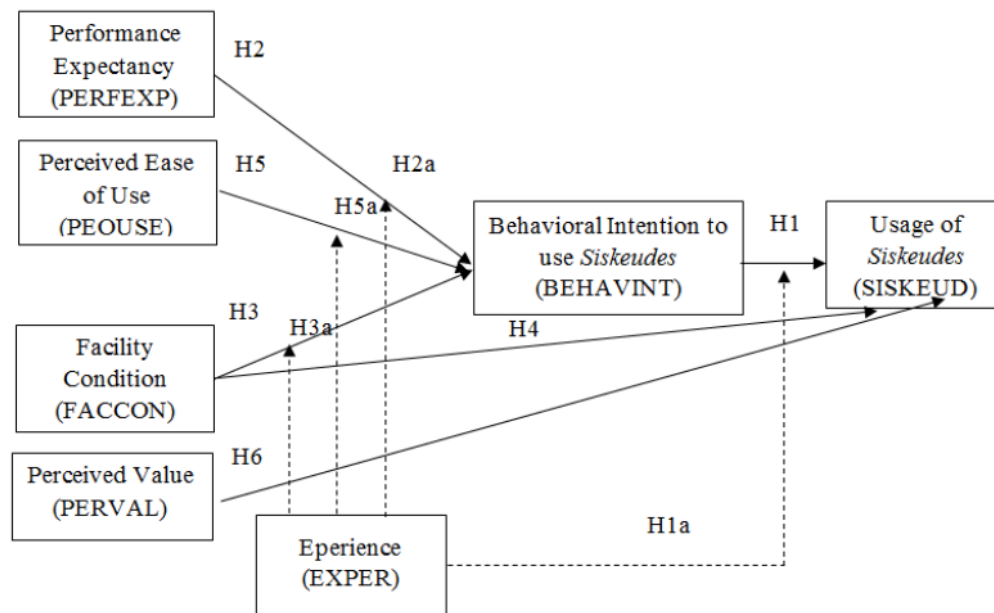 Performance
Expectancy
(PERFEXP)
H2
Perceived Ease
of Use
(PEOUSE)
H5
H2a
H5a
Behavioral Intention to
use Siskeudes
(BEHAVINT)
H1
Usage of
Siskeudes
(SISKEUD)
H3
H3a
H4
Facility
Condition
(FACCON)
H6
Perceived Value
(PERVAL)
H1a
Eperience
(EXPER)